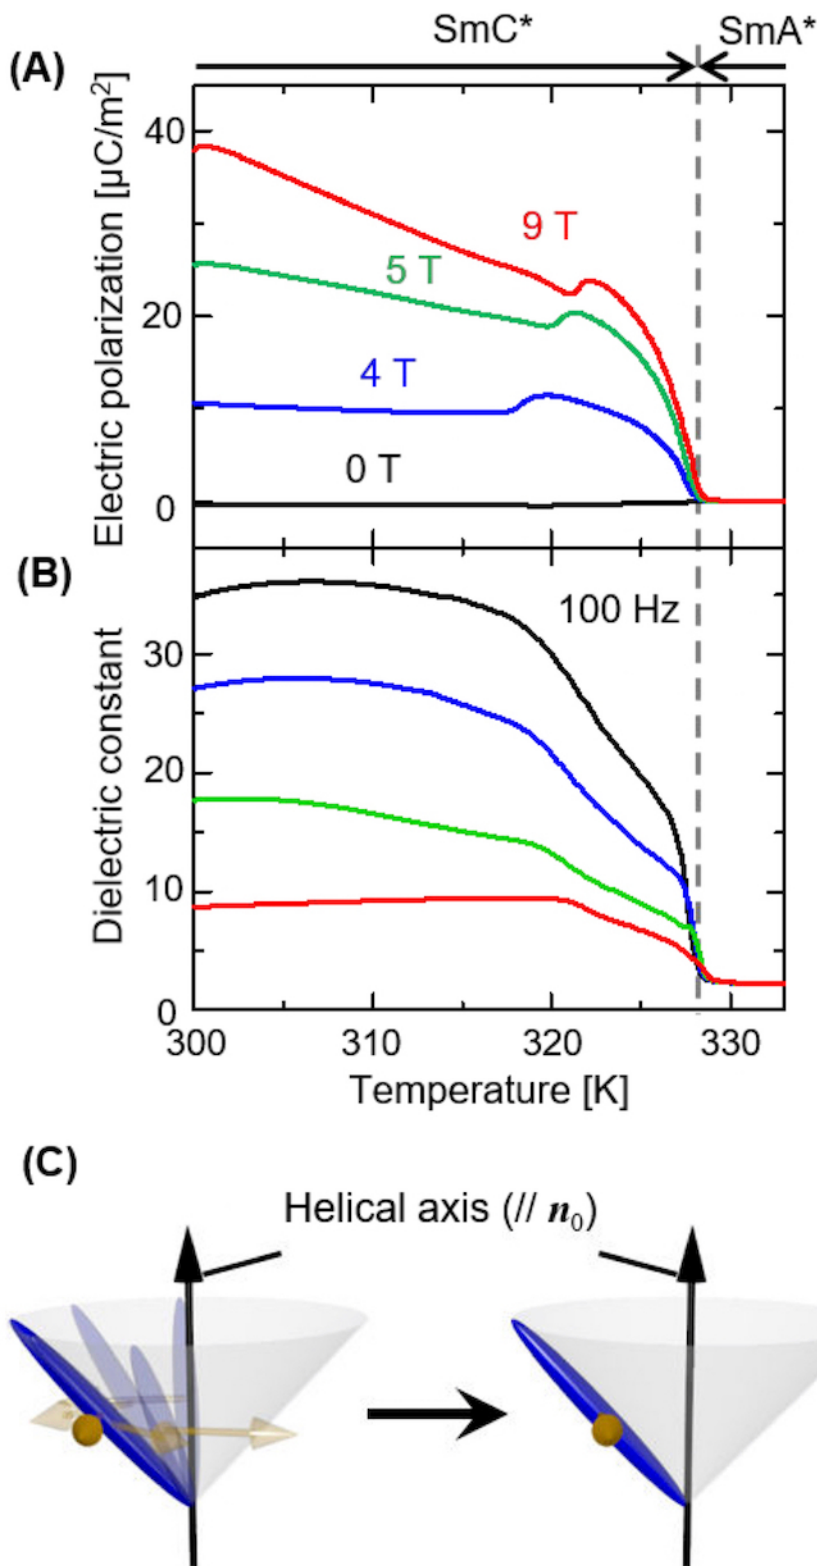 SmC* SmA*
(A)
Electric polarization [µC/m²]
40
20
0
9 T
5 T
4 T
0 T
(B)
Dielectric constant
30
20
10
0
100 Hz
300 310 320 330
Temperature [K]
(C)
Helical axis (// n₀)